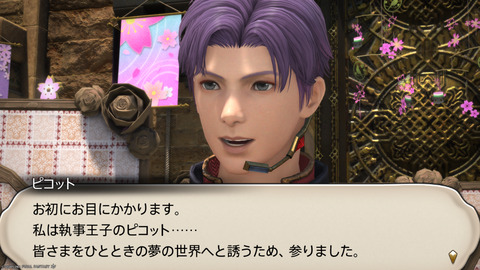 ピコット
お初にお目にかかります。
私は執事王子のピコット……
皆さまをひとときの夢の世界へと誘うため、参りました。